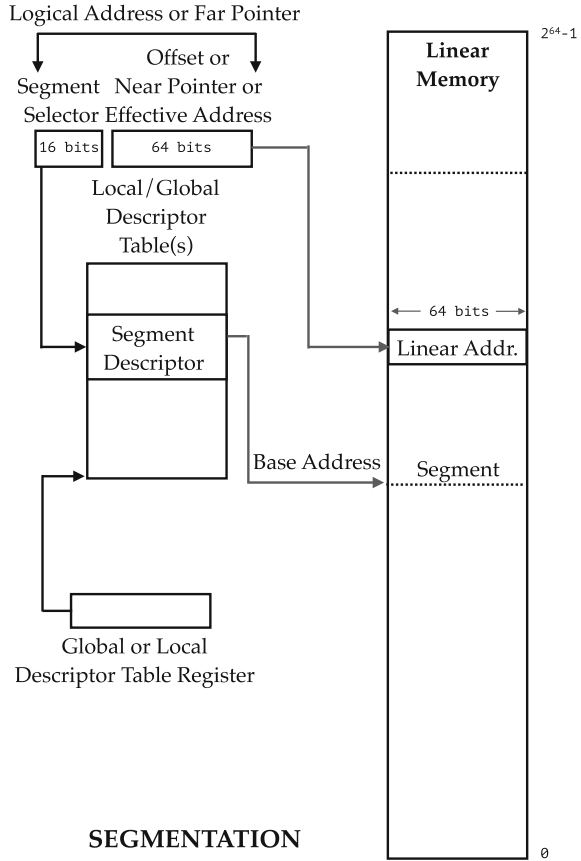 Logical Address or Far Pointer
Segment
Selector
Offset or
Near Pointer or
Effective Address
16 bits
64 bits
Local/Global
Descriptor
Table(s)
Segment
Descriptor
Base Address
Global or Local
Descriptor Table Register
SEGMENTATION
2⁶⁴-1
Linear
Memory
64 bits
Linear Addr.
Segment
0